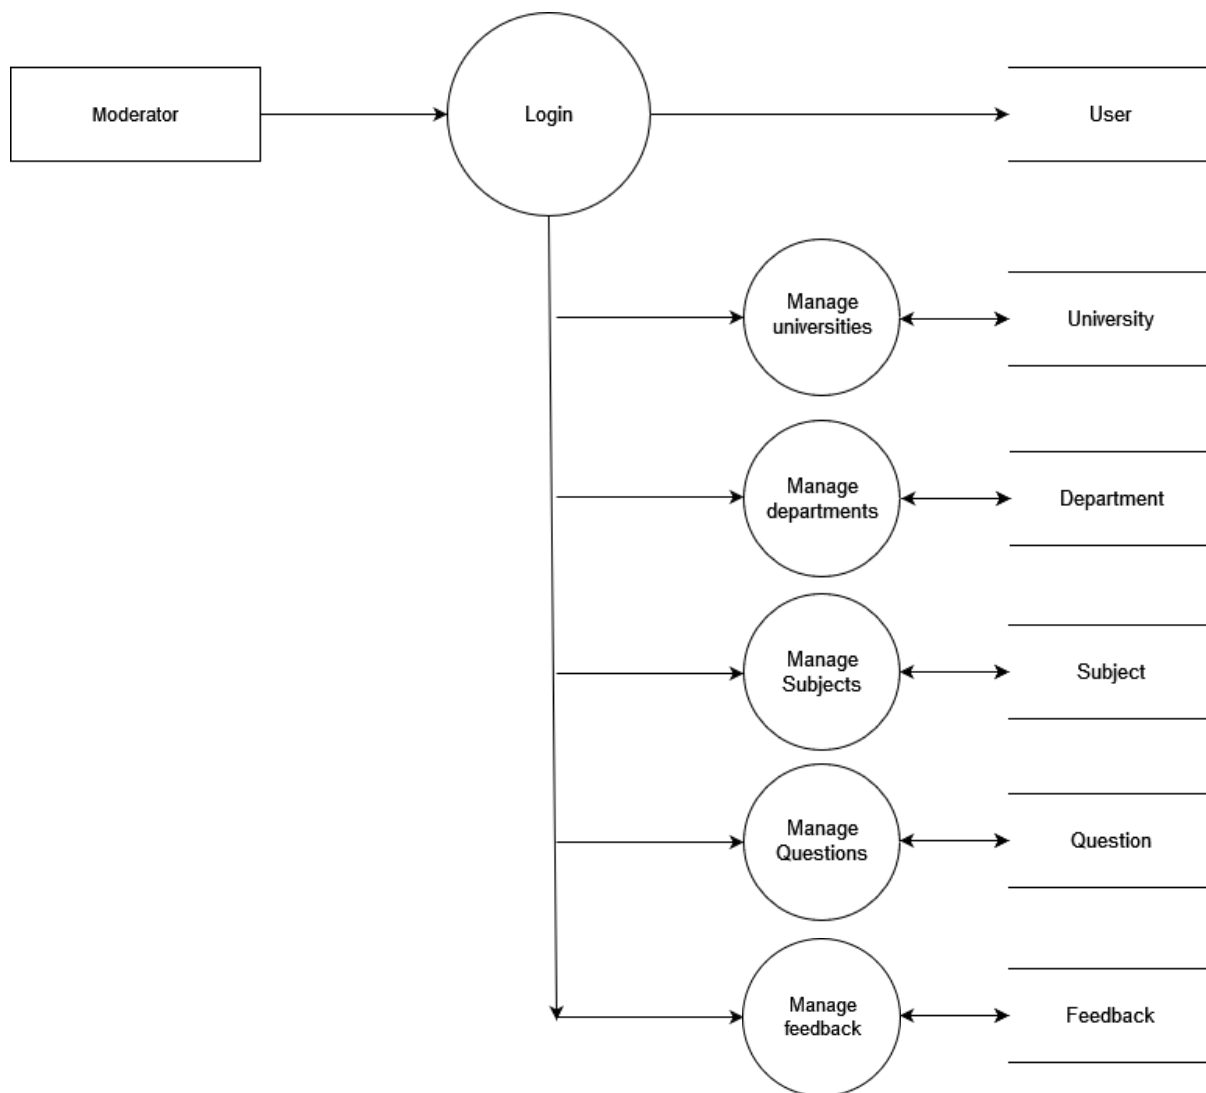 Moderator
Login
User
Manage
universities
University
Manage
departments
Department
Manage
Subjects
Subject
Manage
Questions
Question
Manage
feedback
Feedback